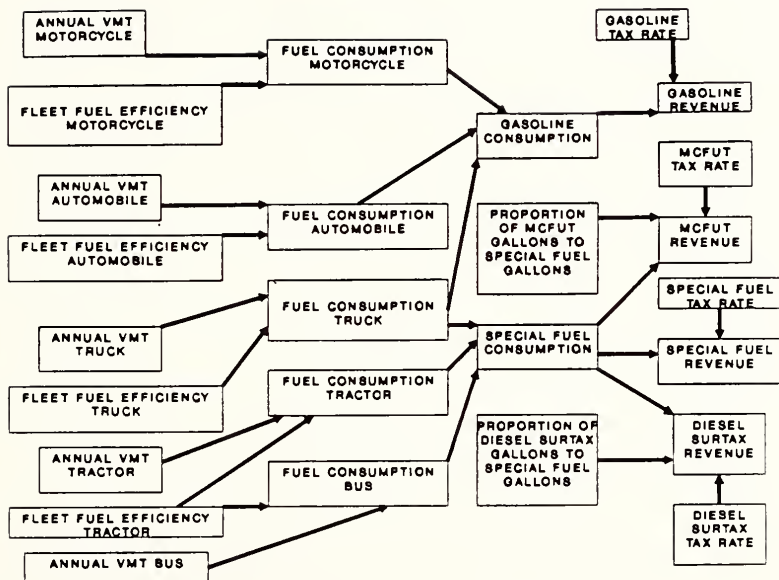 ANNUAL VMT
MOTORCYCLE
FLEET FUEL EFFICIENCY
MOTORCYCLE
ANNUAL VMT
AUTOMOBILE
FLEET FUEL EFFICIENCY
AUTOMOBILE
ANNUAL VMT
TRUCK
FLEET FUEL EFFICIENCY
TRUCK
ANNUAL VMT
TRACTOR
FLEET FUEL EFFICIENCY
TRACTOR
ANNUAL VMT BUS
FUEL CONSUMPTION
MOTORCYCLE
FUEL CONSUMPTION
AUTOMOBILE
FUEL CONSUMPTION
TRUCK
FUEL CONSUMPTION
TRACTOR
FUEL CONSUMPTION
BUS
GASOLINE
CONSUMPTION
PROPORTION
OF MCFUT
GALLONS TO
SPECIAL FUEL
GALLONS
SPECIAL FUEL
CONSUMPTION
PROPORTION OF
DIESEL SURTAX
GALLONS TO
SPECIAL FUEL
GALLONS
GASOLINE
TAX RATE
GASOLINE
REVENUE
MCFUT
TAX RATE
MCFUT
REVENUE
SPECIAL FUEL
TAX RATE
SPECIAL FUEL
REVENUE
DIESEL
SURTAX
REVENUE
DIESEL
SURTAX
TAX RATE